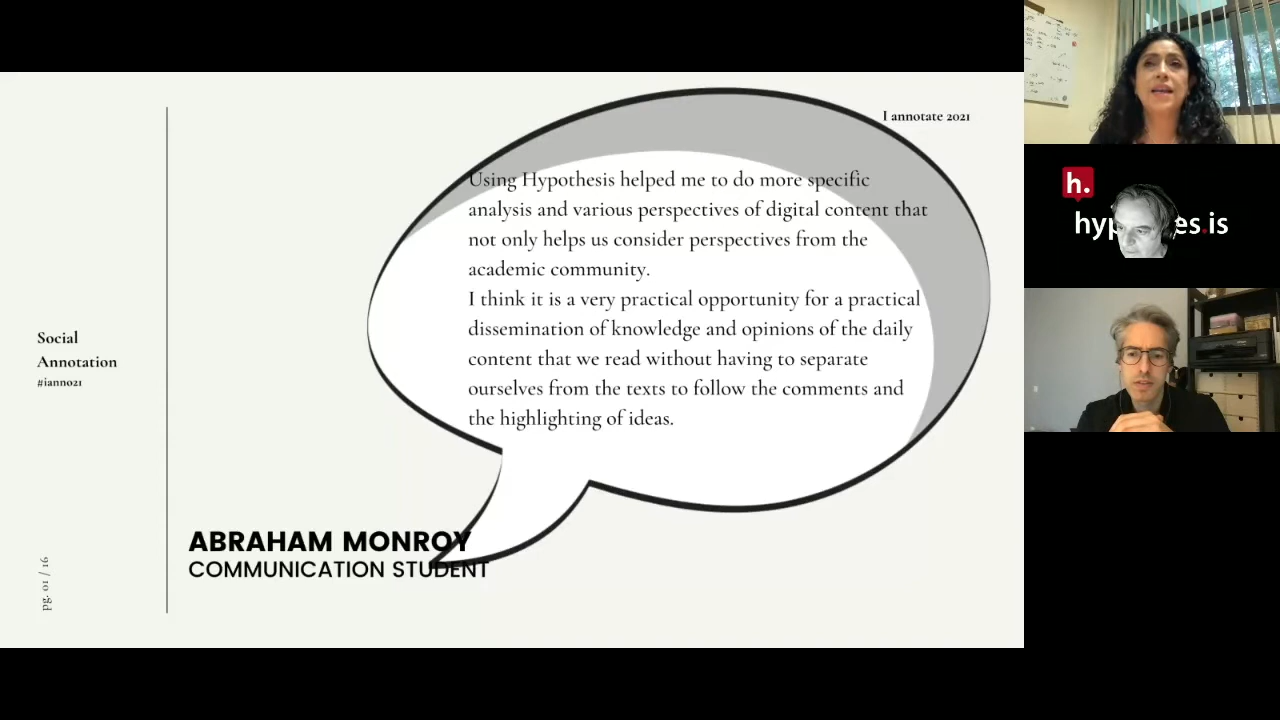 I annotate 2021
Using Hypothesis helped me to do more specific
analysis and various perspectives of digital content that
not only helps us consider perspectives from the
academic community.
I think it is a very practical opportunity for a practical
dissemination of knowledge and opinions of the daily
content that we read without having to separate
ourselves from the texts to follow the comments and
the highlighting of ideas.
Social
Annotation
#ianno21
ABRAHAM MONROY
COMMUNICATION STUDENT
pg. 01 / 16
h.